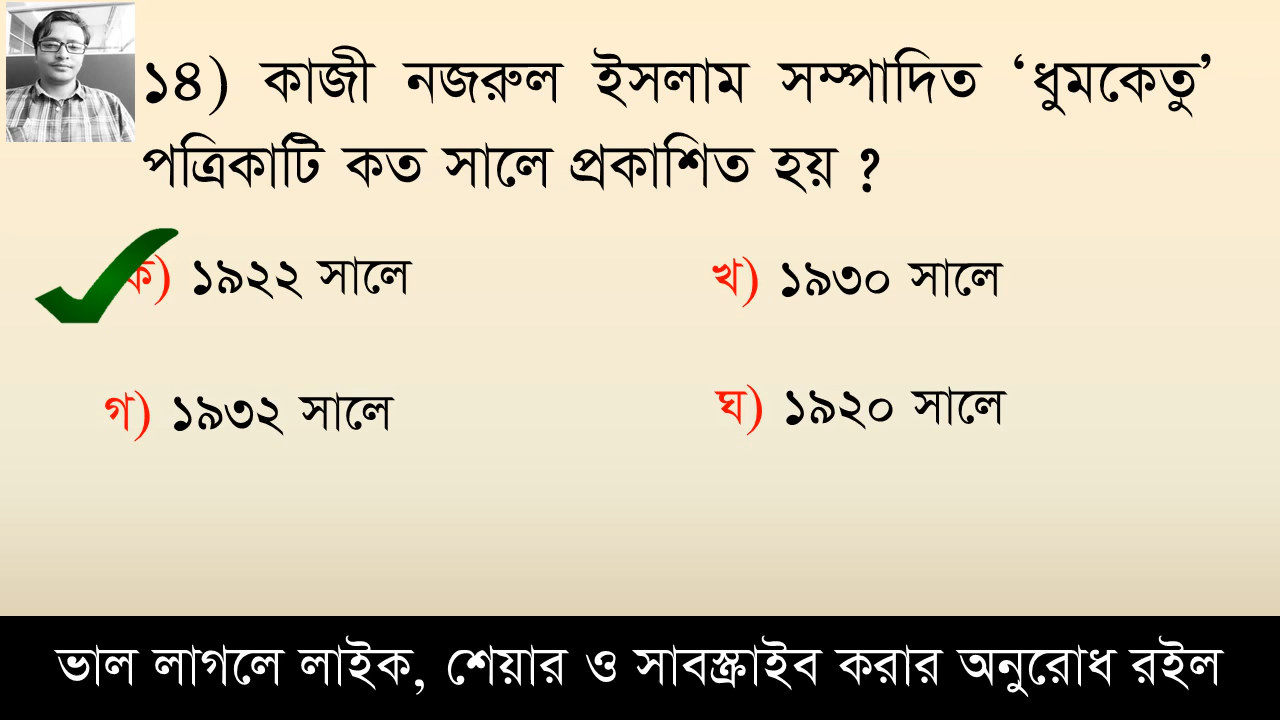 ১৪) কাজী নজরুল ইসলাম সম্পাদিত ‘ধুমকেতু’
পত্রিকাটি কত সালে প্রকাশিত হয় ?
ক) ১৯২২ সালে
খ) ১৯৩০ সালে
গ) ১৯৩২ সালে
ঘ) ১৯২০ সালে
ভাল লাগলে লাইক, শেয়ার ও সাবস্ক্রাইব করার অনুরোধ রইল